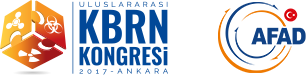 ULUSLARARASI
KBRN
KONGRESİ
2017-ANKARA
AFAD